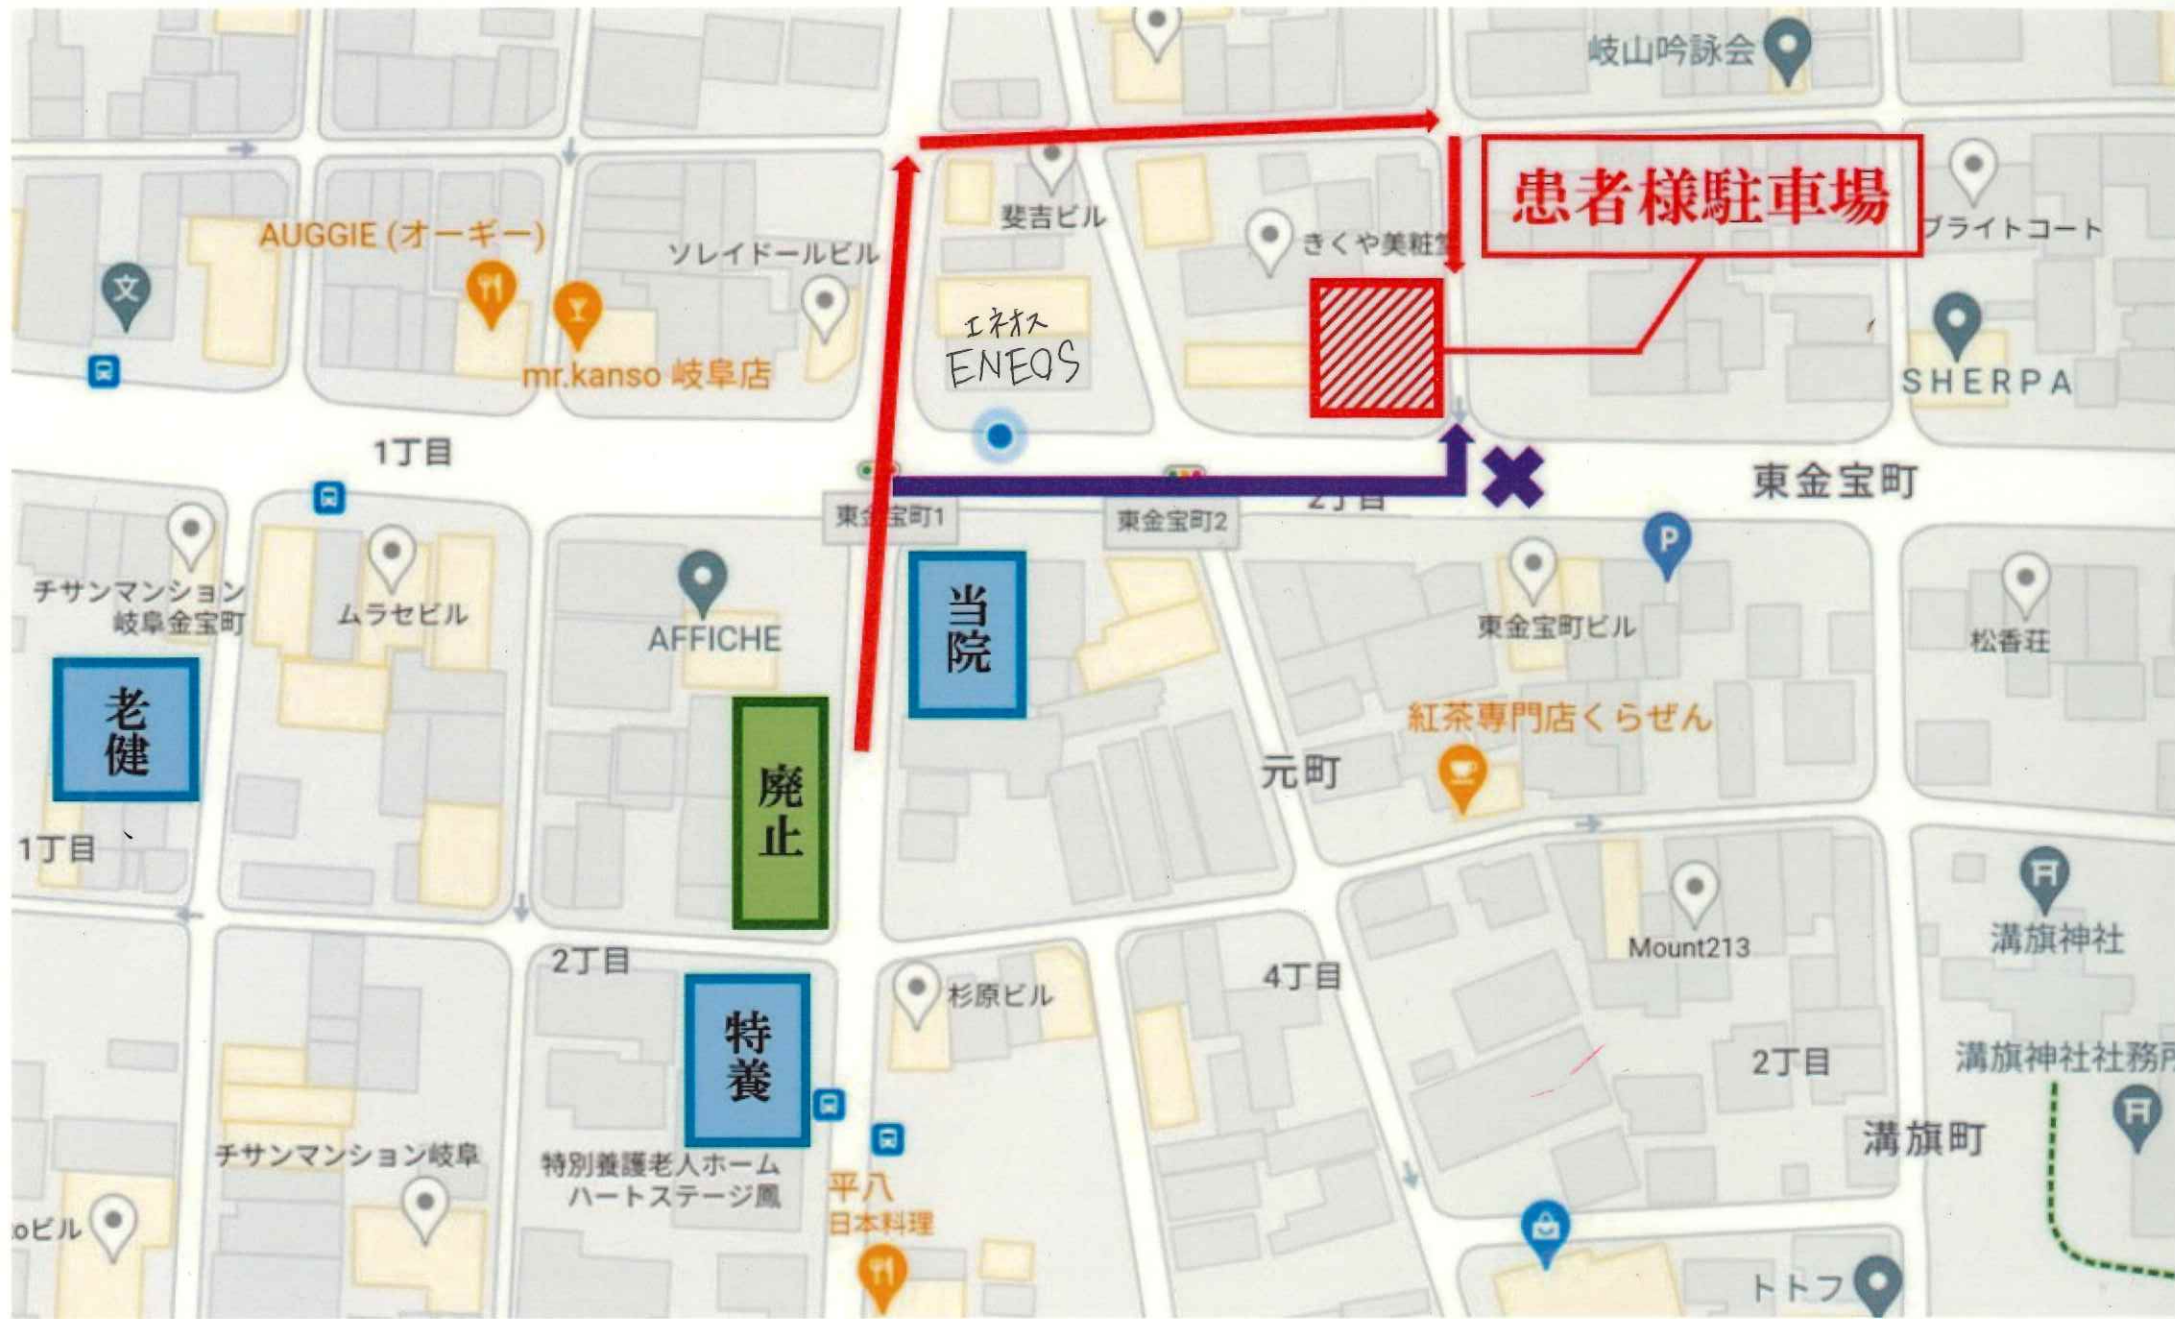 岐山吟詠会
患者様駐車場
斐吉ビル
きくや美粧
ブライトコート
AUGGIE (オーギー)
ソレイドールビル
文
エネオス
ENEOS
mr.kanso 岐阜店
SHERPA
1丁目
東金宝町
2丁目
東金宝町1
東金宝町2
P
チサンマンション
岐阜金宝町
ムラセビル
AFFICHE
当院
東金宝町ビル
松香荘
老健
廃止
紅茶専門店くらぜん
元町
1丁目
2丁目
杉原ビル
4丁目
Mount213
溝旗神社
特養
2丁目
溝旗神社社務所
溝旗町
チサンマンション岐阜
特別養護老人ホーム
ハートステージ鳳
平八
日本料理
oビル
トトフ